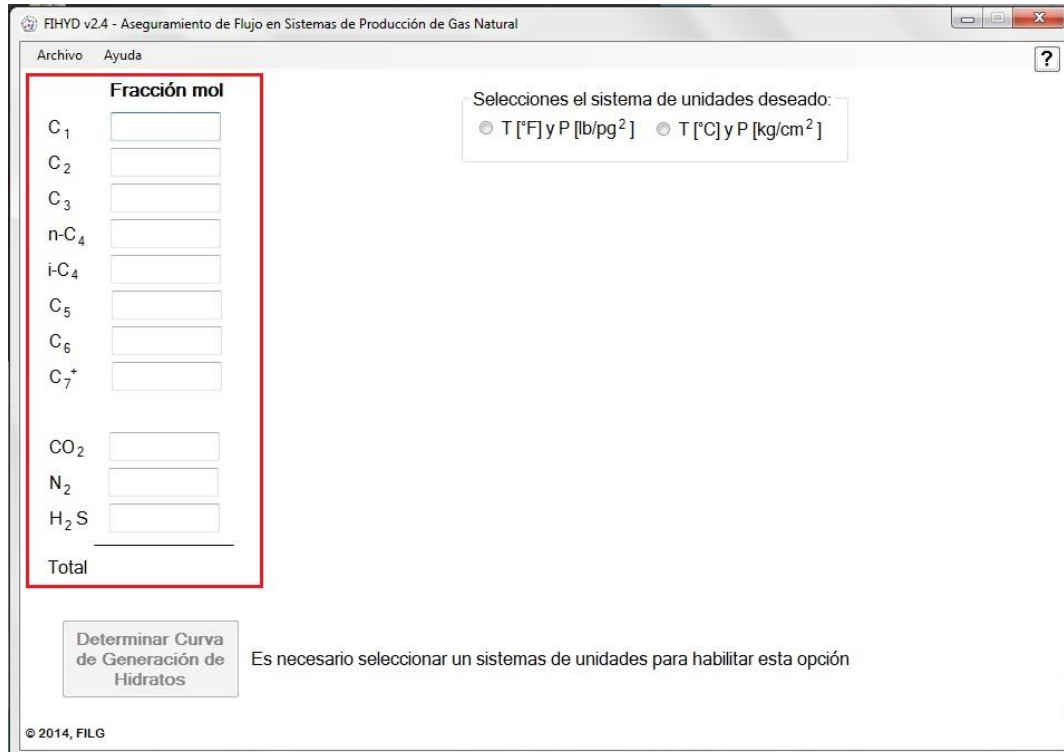 FIHYD v2.4 - Aseguramiento de Flujo en Sistemas de Producción de Gas Natural
Archivo Ayuda
?
Fracción mol
C1
C2
C3
n-C4
i-C4
C5
C6
C7+
CO2
N2
H2S
Total
Selecciones el sistema de unidades deseado:
T [°F] y P [lb/pg2] T [°C] y P [kg/cm2]
Determinar Curva
de Generación de
Hidratos
Es necesario seleccionar un sistemas de unidades para habilitar esta opción
© 2014, FILG